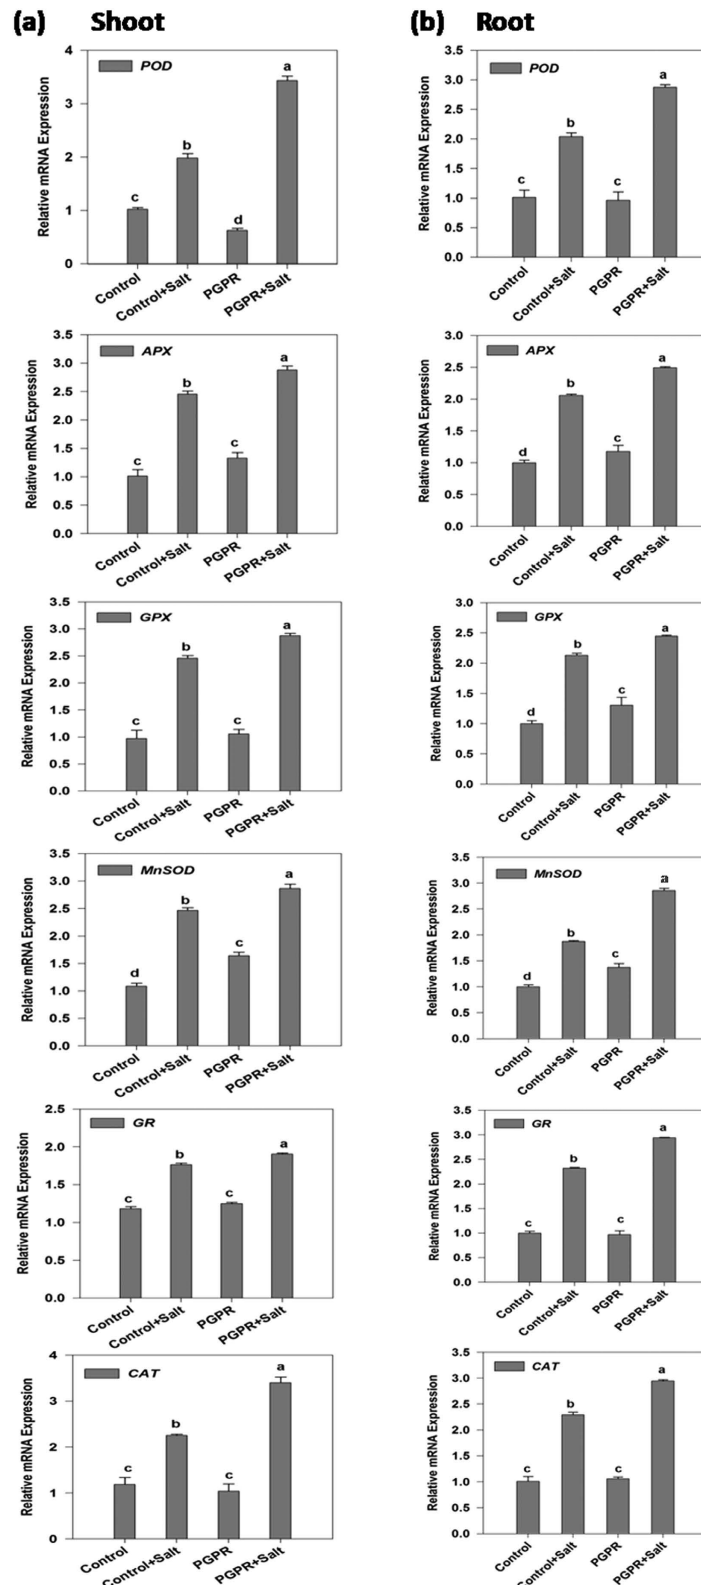 (a) Shoot
(b) Root
POD
Relative mRNA Expression
4
3
2
1
0
c
b
d
a
Control
Control+Salt
PGPR
PGPR+Salt
POD
Relative mRNA Expression
3.5
3.0
2.5
2.0
1.5
1.0
0.5
0.0
c
b
c
a
Control
Control+Salt
PGPR
PGPR+Salt
APX
Relative mRNA Expression
3.5
3.0
2.5
2.0
1.5
1.0
0.5
0.0
c
b
c
a
Control
Control+Salt
PGPR
PGPR+Salt
APX
Relative mRNA Expression
3.0
2.5
2.0
1.5
1.0
0.5
0.0
d
b
c
a
Control
Control+Salt
PGPR
PGPR+Salt
GPX
Relative mRNA Expression
3.5
3.0
2.5
2.0
1.5
1.0
0.5
0.0
c
b
c
a
Control
Control+Salt
PGPR
PGPR+Salt
GPX
Relative mRNA Expression
3.0
2.5
2.0
1.5
1.0
0.5
0.0
d
b
c
a
Control
Control+Salt
PGPR
PGPR+Salt
MnSOD
Relative mRNA Expression
3.5
3.0
2.5
2.0
1.5
1.0
0.5
0.0
d
b
c
a
Control
Control+Salt
PGPR
PGPR+Salt
MnSOD
Relative mRNA Expression
3.5
3.0
2.5
2.0
1.5
1.0
0.5
0.0
d
b
c
a
Control
Control+Salt
PGPR
PGPR+Salt
GR
Relative mRNA Expression
2.5
2.0
1.5
1.0
0.5
0.0
c
b
c
a
Control
Control+Salt
PGPR
PGPR+Salt
GR
Relative mRNA Expression
3.5
3.0
2.5
2.0
1.5
1.0
0.5
0.0
c
b
c
a
Control
Control+Salt
PGPR
PGPR+Salt
CAT
Relative mRNA Expression
4
3
2
1
0
c
b
c
a
Control
Control+Salt
PGPR
PGPR+Salt
CAT
Relative mRNA Expression
3.5
3.0
2.5
2.0
1.5
1.0
0.5
0.0
c
b
c
a
Control
Control+Salt
PGPR
PGPR+Salt